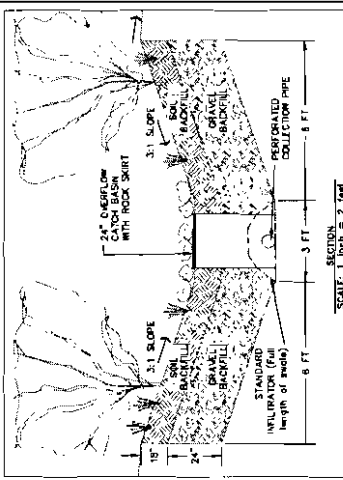 24" OVERFLOW
CATCH BASIN
WITH ROCK SKIRT
3:1 SLOPE
3:1 SLOPE
SOIL
BACKFILL
SOIL
BACKFILL
GRAVEL
BACKFILL
GRAVEL
BACKFILL
18"
24"
STANDARD
INFILTRATOR (Full
length of swale)
PERFORATED
COLLECTION PIPE
6 FT
3 FT
6 FT
SECTION
SCALE: 1 inch = 2 feet